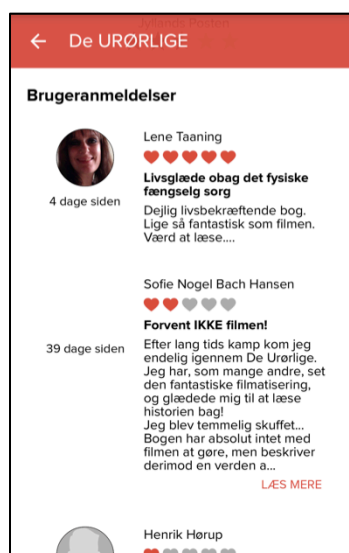 Jyllands Posten
De URØRLIGE
Brugeranmeldelser
Lene Taaning
Livsglæde obag det fysiske
fængselg sorg
4 dage siden
Dejlig livsbekræftende bog.
Lige så fantastisk som filmen.
Værd at læse....
Sofie Nogel Bach Hansen
Forvent IKKE filmen!
39 dage siden
Efter lang tids kamp kom jeg
endelig igennem De Urørlige.
Jeg har, som mange andre, set
den fantastiske filmatisering,
og glædede mig til at læse
historien bag!
Jeg blev temmelig skuffet...
Bogen har absolut intet med
filmen at gøre, men beskriver
derimod en verden a...
LÆS MERE
Henrik Hørup